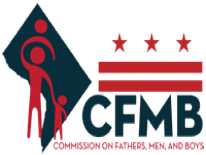 CFMB
COMMISSION ON FATHERS, MEN, AND BOYS